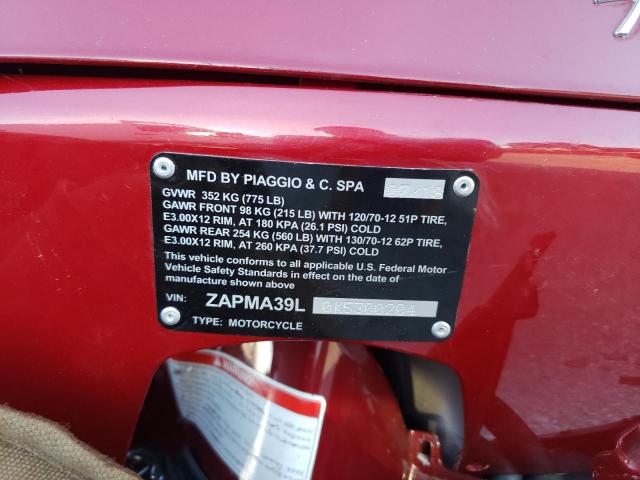 MFD BY PIAGGIO & C. SPA
GVWR 352 KG (775 LB)
GAWR FRONT 98 KG (215 LB) WITH 120/70-12 51P TIRE,
E3.00X12 RIM, AT 180 KPA (26.1 PSI) COLD
GAWR REAR 254 KG (560 LB) WITH 130/70-12 62P TIRE,
E3.00X12 RIM, AT 260 KPA (37.7 PSI) COLD
This vehicle conforms to all applicable U.S. Federal Motor
Vehicle Safety Standards in effect on the date of
manufacture shown above
VIN: ZAPMA39L
TYPE: MOTORCYCLE
WARNING